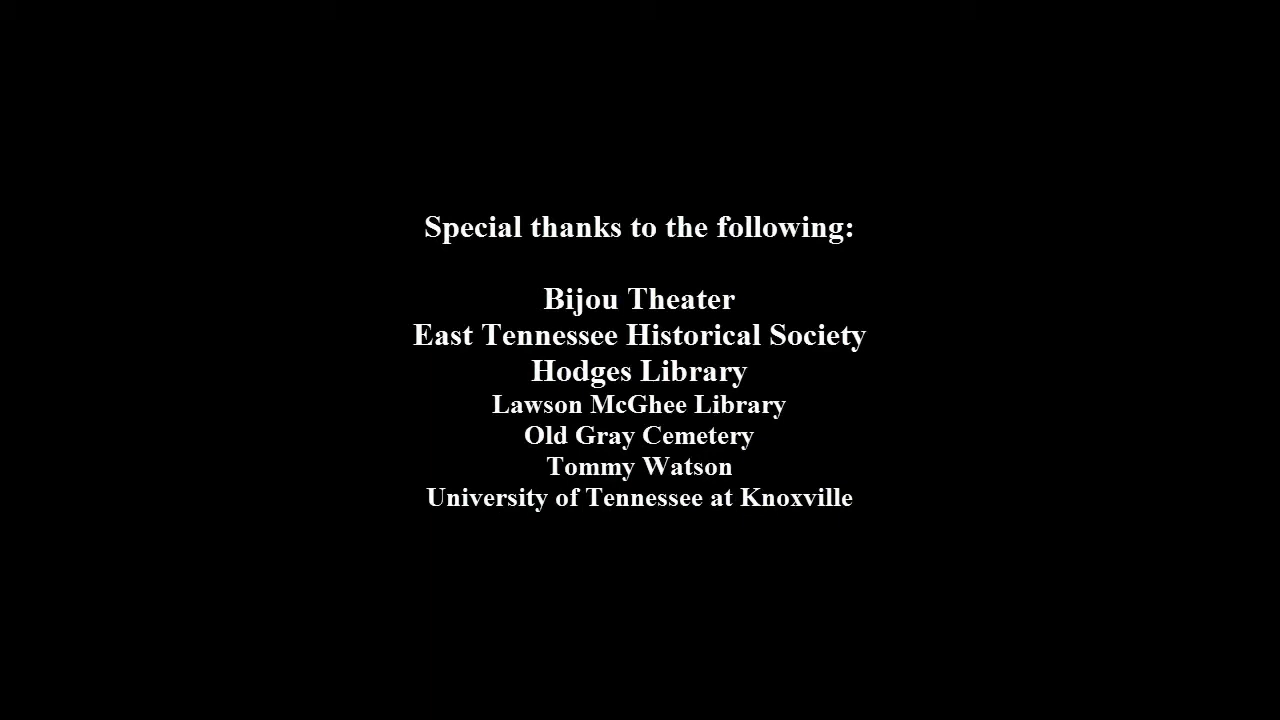 Special thanks to the following:
Bijou Theater
East Tennessee Historical Society
Hodges Library
Lawson McGhee Library
Old Gray Cemetery
Tommy Watson
University of Tennessee at Knoxville